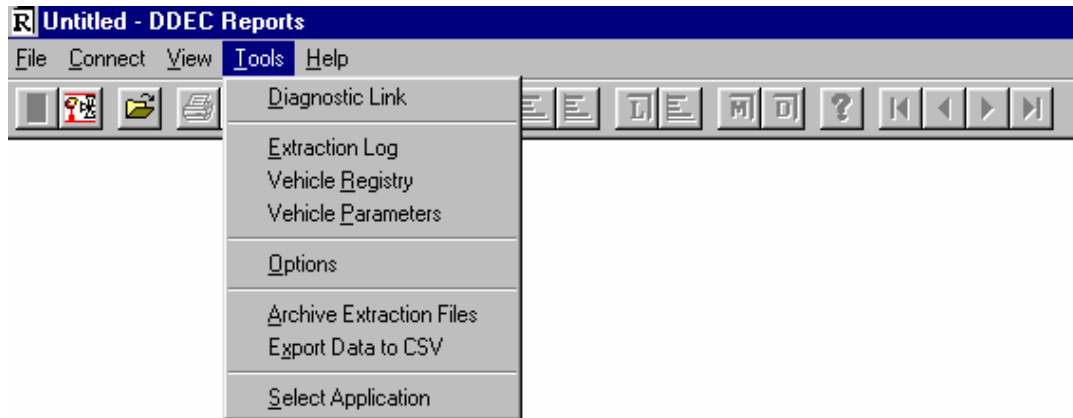 R Untitled - DDEC Reports
File Connect View Tools Help
L M D ?
Diagnostic Link
Extraction Log
Vehicle Registry
Vehicle Parameters
Options
Archive Extraction Files
Export Data to CSV
Select Application